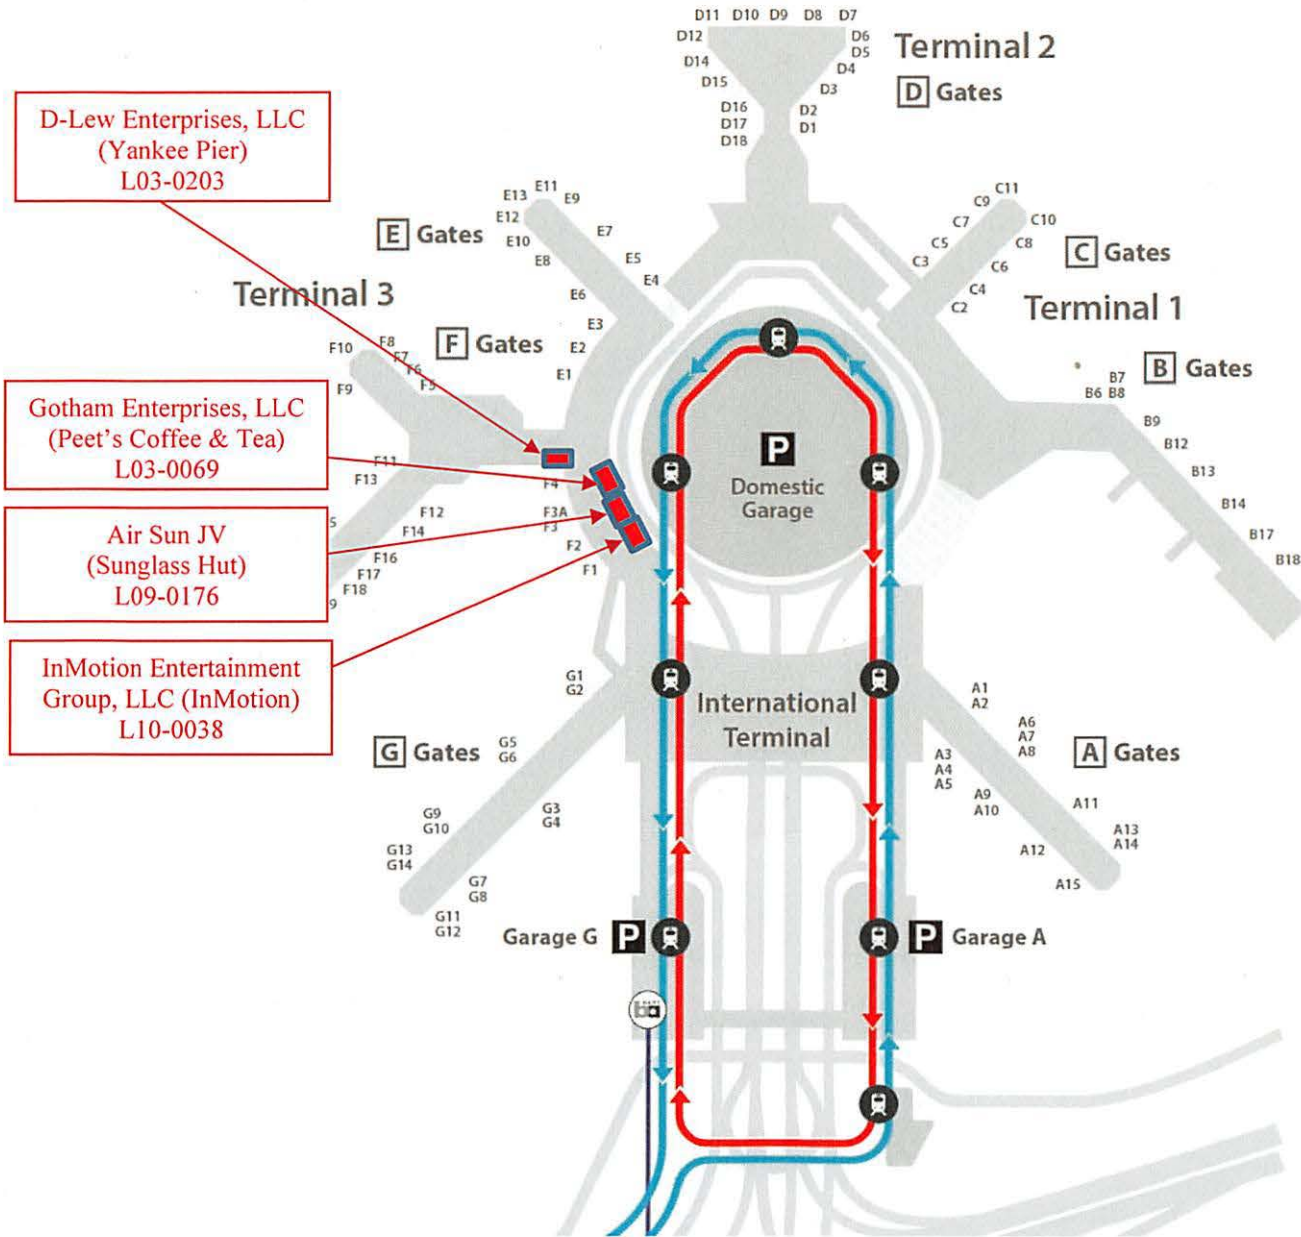 D11 D10 D9 D8 D7
D12
D6
D5
Terminal 2
D14
D4
D15
D3
D Gates
D16
D2
D17
D1
D18
D-Lew Enterprises, LLC
(Yankee Pier)
L03-0203
E13 E11 E9
E12
E10
E7
E8
E5
E4
E6
E3
E2
E1
E Gates
C11
C9
C10
C7
C5
C8
C3
C6
C4
C2
C Gates
Terminal 3
Terminal 1
F Gates
F10
F8
F7
F6
F5
F9
B7
B6 B8
B Gates
B9
B12
B13
B14
B17
B18
Gotham Enterprises, LLC
(Peet's Coffee & Tea)
L03-0069
F11
F13
F4
F3A
F3
F2
F1
F12
F14
F16
F17
F18
P
Domestic
Garage
Air Sun JV
(Sunglass Hut)
L09-0176
InMotion Entertainment
Group, LLC (InMotion)
L10-0038
G1
G2
International
Terminal
A1
A2
G Gates
G5
G6
A6
A7
A8
A Gates
A3
A4
A5
G3
G4
A9
A10
A11
G9
G10
A13
A14
G13
G14
A12
G7
G8
A15
G11
G12
Garage G P
P Garage A